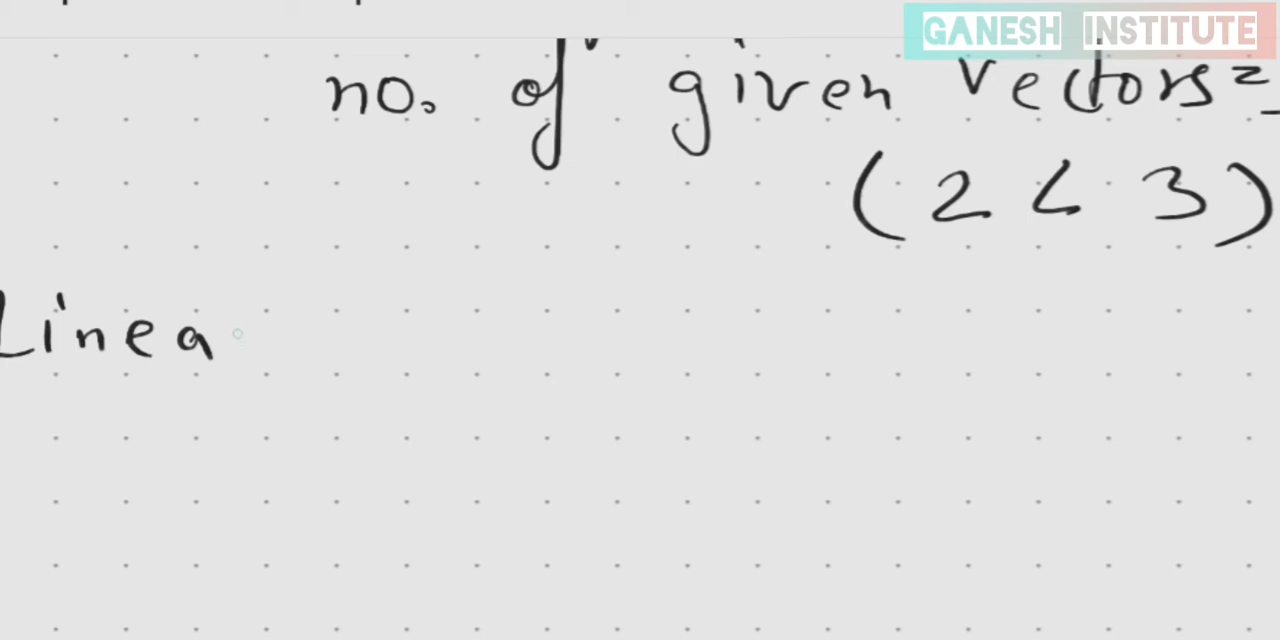 GANESH INSTITUTE
no. of given vectors =
(2 < 3)
Linea